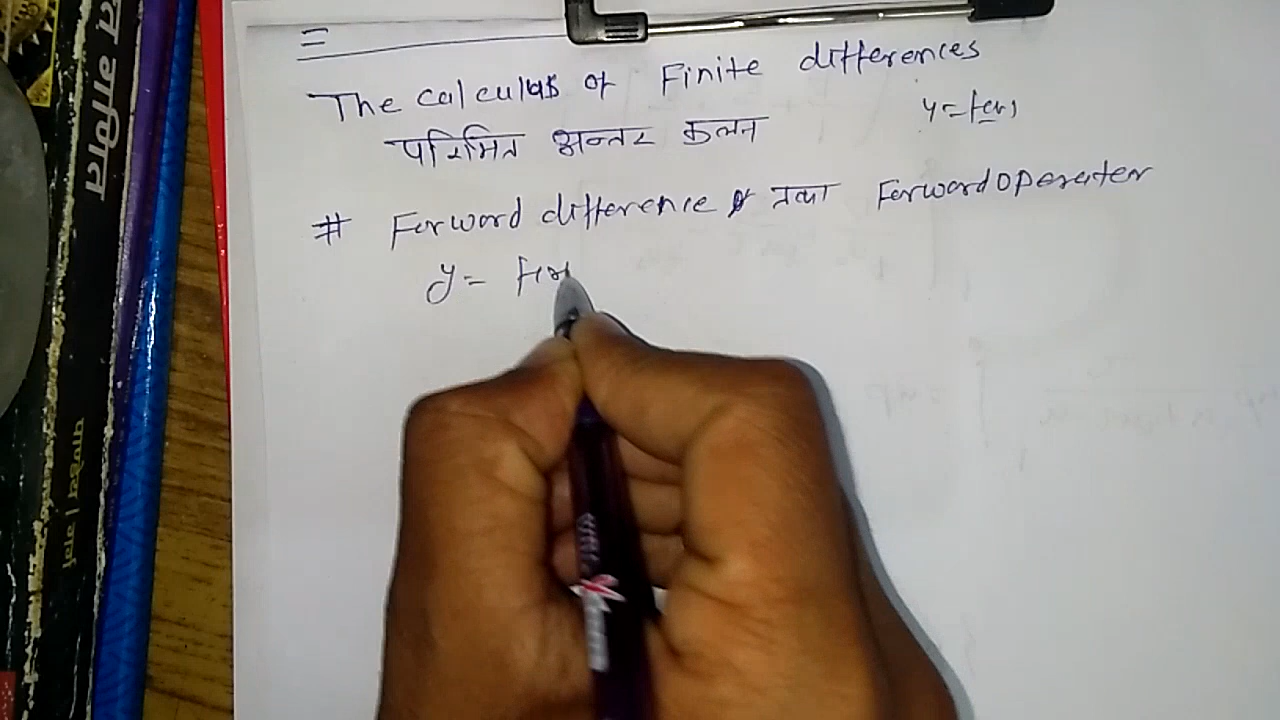 The calculus of Finite differences
y=f(x)
परिमित अन्तर कलन
# Forward difference तथा Forward Operater
y = f(x